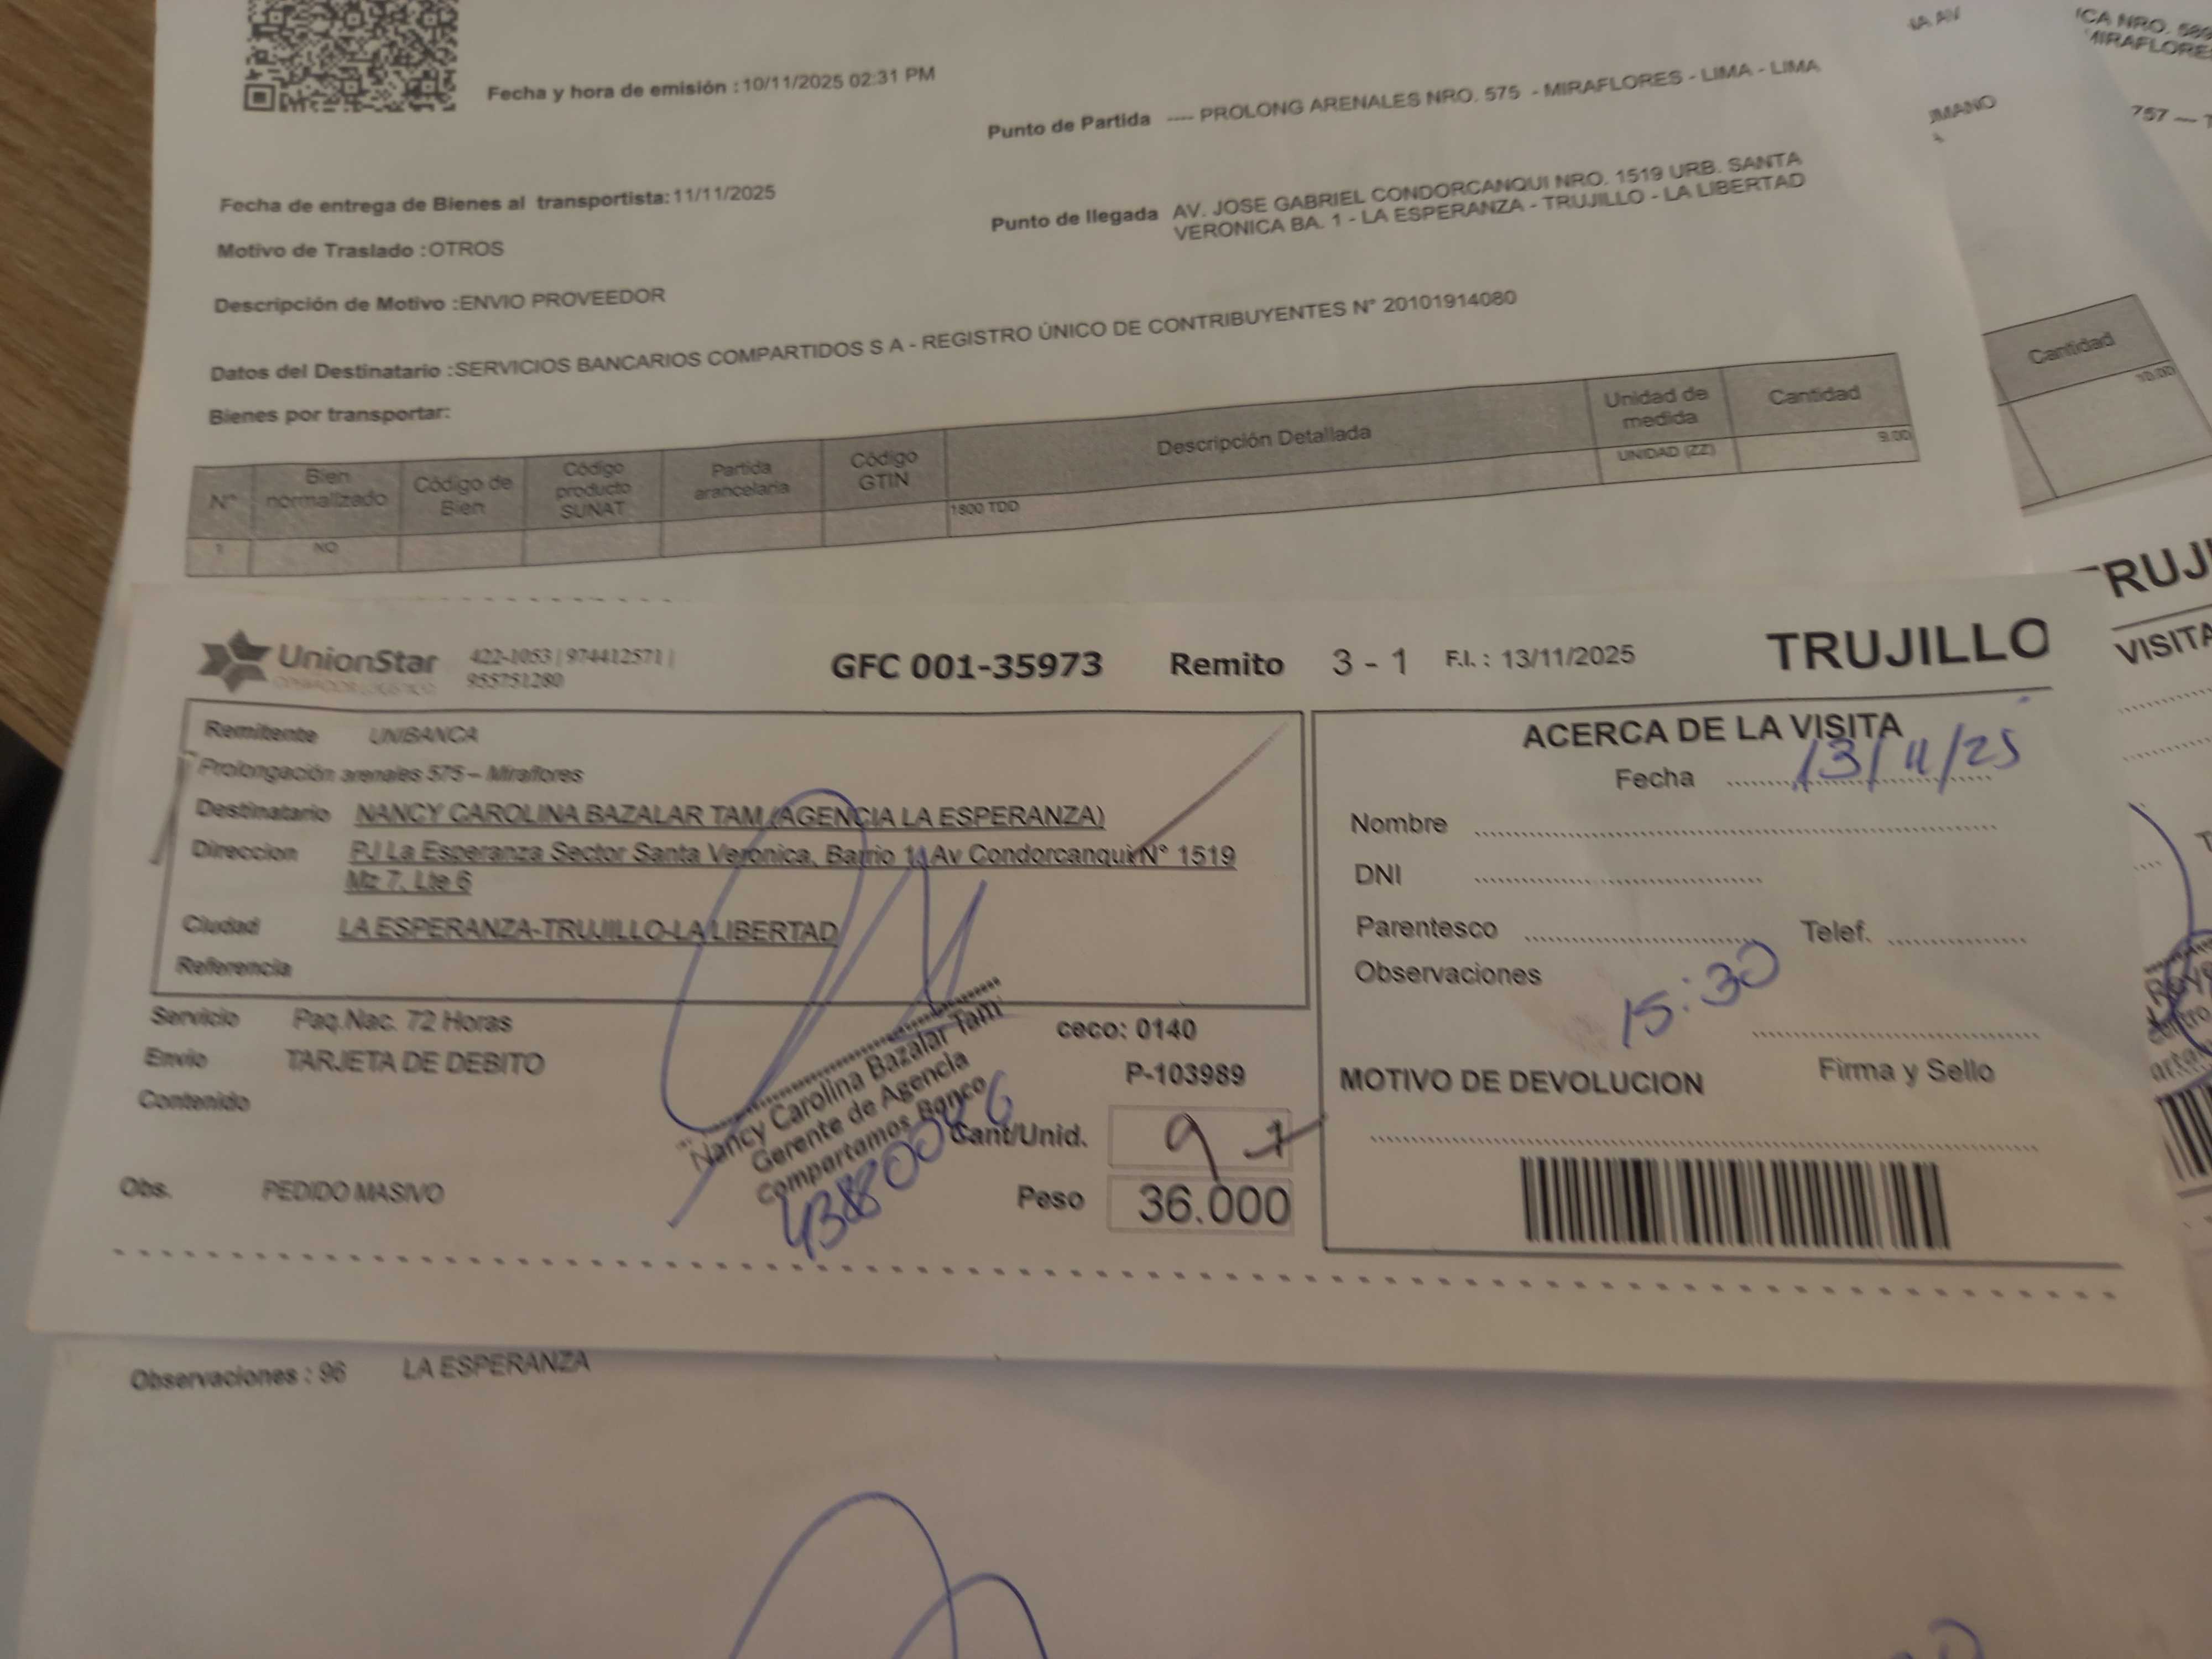 Fecha y hora de emisión : 10/11/2025 02:31 PM
Punto de Partida ---- PROLONG ARENALES NRO. 575 - MIRAFLORES - LIMA - LIMA
Fecha de entrega de Bienes al transportista: 11/11/2025
Punto de llegada AV. JOSE GABRIEL CONDORCANQUI NRO. 1519 URB. SANTA
VERONICA BA. 1 - LA ESPERANZA - TRUJILLO - LA LIBERTAD
Motivo de Traslado : OTROS
Descripción de Motivo : ENVIO PROVEEDOR
Datos del Destinatario : SERVICIOS BANCARIOS COMPARTIDOS S A - REGISTRO ÚNICO DE CONTRIBUYENTES N° 20101914080
Bienes por transportar:
N° Bien normalizado Código de Bien Código producto SUNAT Partida arancelaria Código GTIN Descripción Detallada Unidad de medida Cantidad
1 NO 1800 TDD UNIDAD (ZZ) 9.00
Cantidad
10.00
757
UnionStar 422-1053 | 974412571 |
955751280
GFC 001-35973 Remito 3 - 1 F.I. : 13/11/2025 TRUJILLO
Remitente UNIBANCA
Prolongación arenales 575 – Miraflores
Destinatario NANCY CAROLINA BAZALAR TAM (AGENCIA LA ESPERANZA)
Direccion PJ La Esperanza Sector Santa Veronica, Barrio 1, Av Condorcanqui N° 1519
Mz 7, Lte 6
Ciudad LA ESPERANZA-TRUJILLO-LA LIBERTAD
Referencia
Servicio Paq.Nac. 72 Horas
Envio TARJETA DE DEBITO
Contenido
Obs. PEDIDO MASIVO
Nancy Carolina Bazalar Tam
Gerente de Agencia
Compartamos Banco
ceco: 0140
P-103989
Cant/Unid. 9
Peso 36.000
ACERCA DE LA VISITA
Fecha 13/11/25
Nombre
DNI
Parentesco Telef.
Observaciones
15:30
Firma y Sello
MOTIVO DE DEVOLUCION
VISITA
Observaciones : 96 LA ESPERANZA